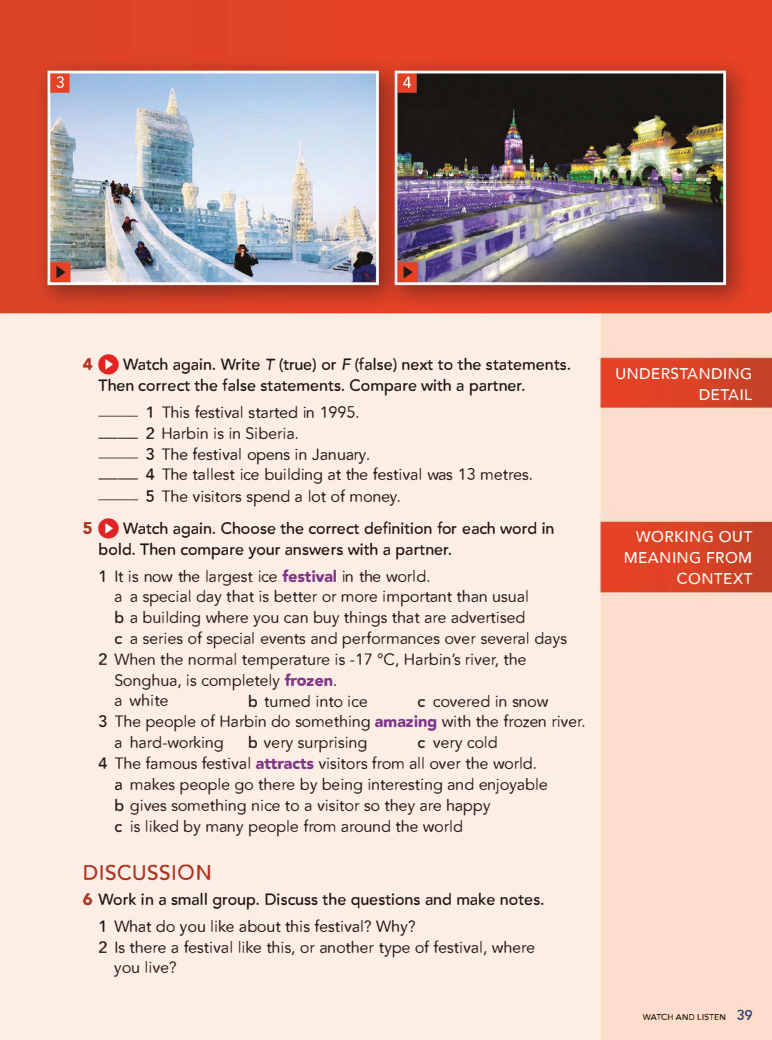 3
4
4 Watch again. Write T (true) or F (false) next to the statements.
Then correct the false statements. Compare with a partner.
1 This festival started in 1995.
2 Harbin is in Siberia.
3 The festival opens in January.
4 The tallest ice building at the festival was 13 metres.
5 The visitors spend a lot of money.
UNDERSTANDING
DETAIL
5 Watch again. Choose the correct definition for each word in
bold. Then compare your answers with a partner.
1 It is now the largest ice festival in the world.
a a special day that is better or more important than usual
b a building where you can buy things that are advertised
c a series of special events and performances over several days
2 When the normal temperature is -17 °C, Harbin's river, the
Songhua, is completely frozen.
a white b turned into ice c covered in snow
3 The people of Harbin do something amazing with the frozen river.
a hard-working b very surprising c very cold
4 The famous festival attracts visitors from all over the world.
a makes people go there by being interesting and enjoyable
b gives something nice to a visitor so they are happy
c is liked by many people from around the world
WORKING OUT
MEANING FROM
CONTEXT
DISCUSSION
6 Work in a small group. Discuss the questions and make notes.
1 What do you like about this festival? Why?
2 Is there a festival like this, or another type of festival, where
you live?
WATCH AND LISTEN 39